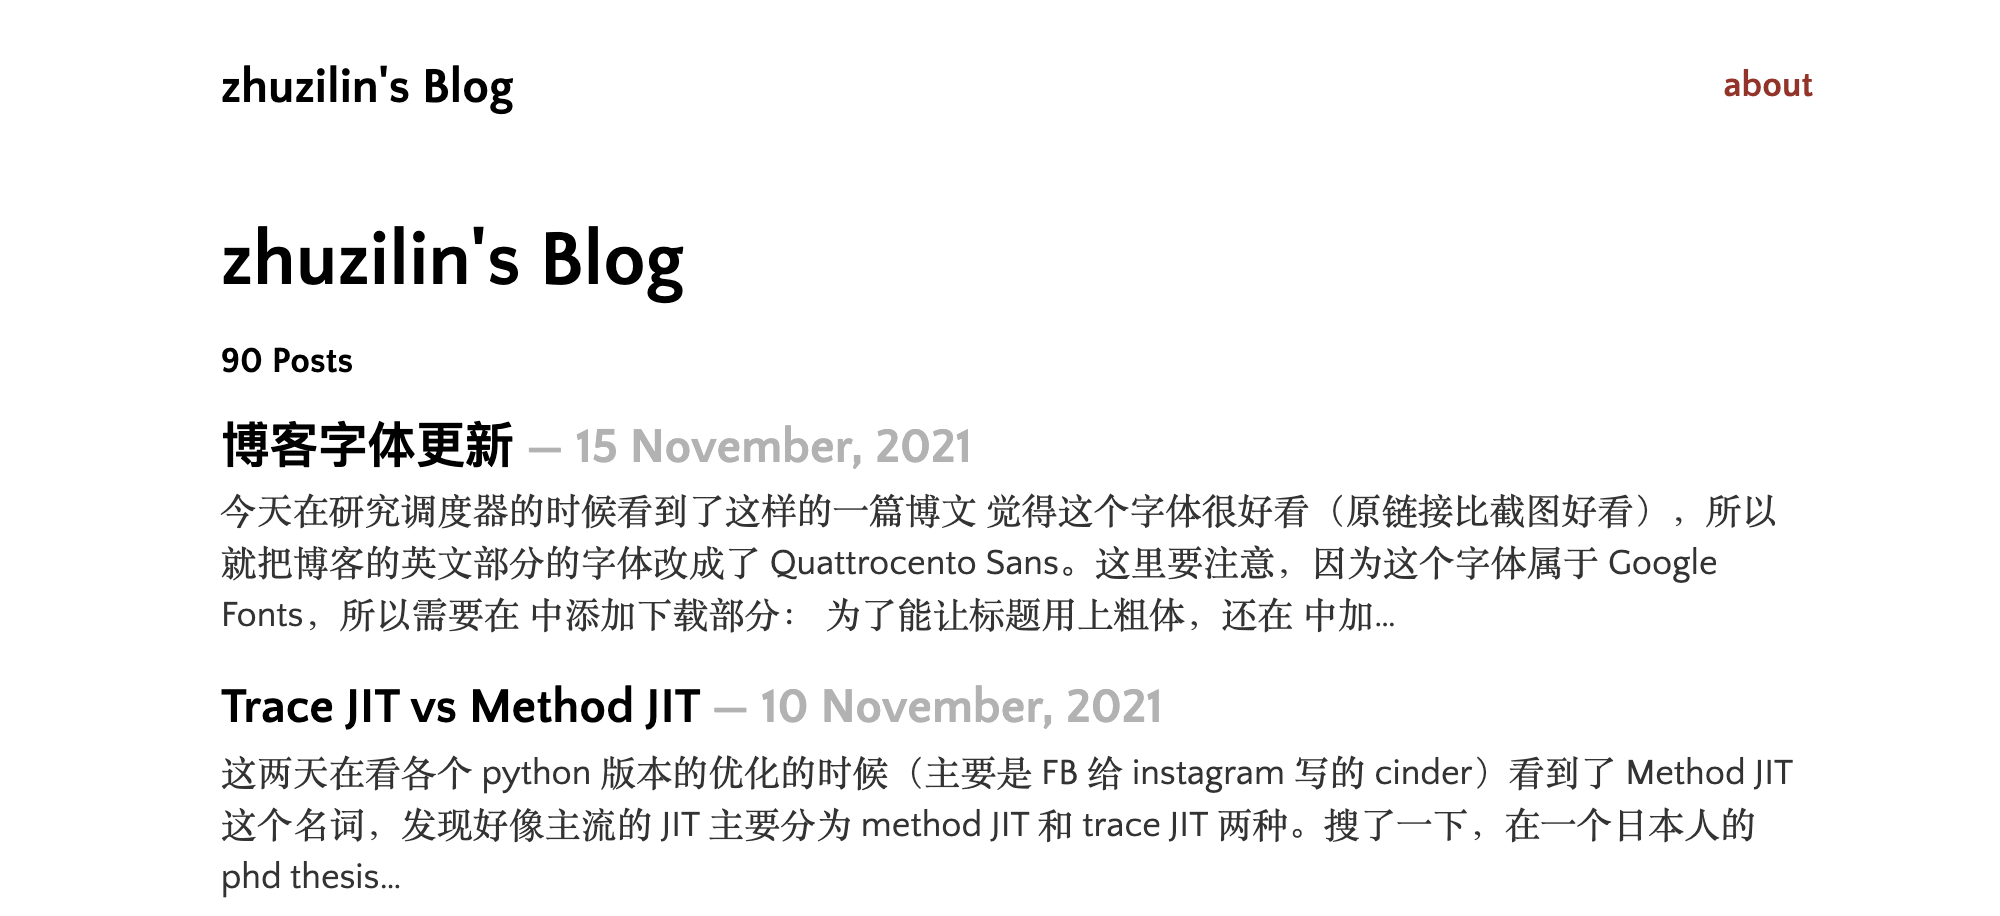 zhuzilin's Blog
about
zhuzilin's Blog
90 Posts
博客字体更新 — 15 November, 2021
今天在研究调度器的时候看到了这样的一篇博文 觉得这个字体很好看（原链接比截图好看），所以
就把博客的英文部分的字体改成了 Quattrocento Sans。这里要注意，因为这个字体属于 Google
Fonts，所以需要在 中添加下载部分： 为了能让标题用上粗体，还在 中加…
Trace JIT vs Method JIT — 10 November, 2021
这两天在看各个 python 版本的优化的时候（主要是 FB 给 instagram 写的 cinder）看到了 Method JIT
这个名词，发现好像主流的 JIT 主要分为 method JIT 和 trace JIT 两种。搜了一下，在一个日本人的
phd thesis…